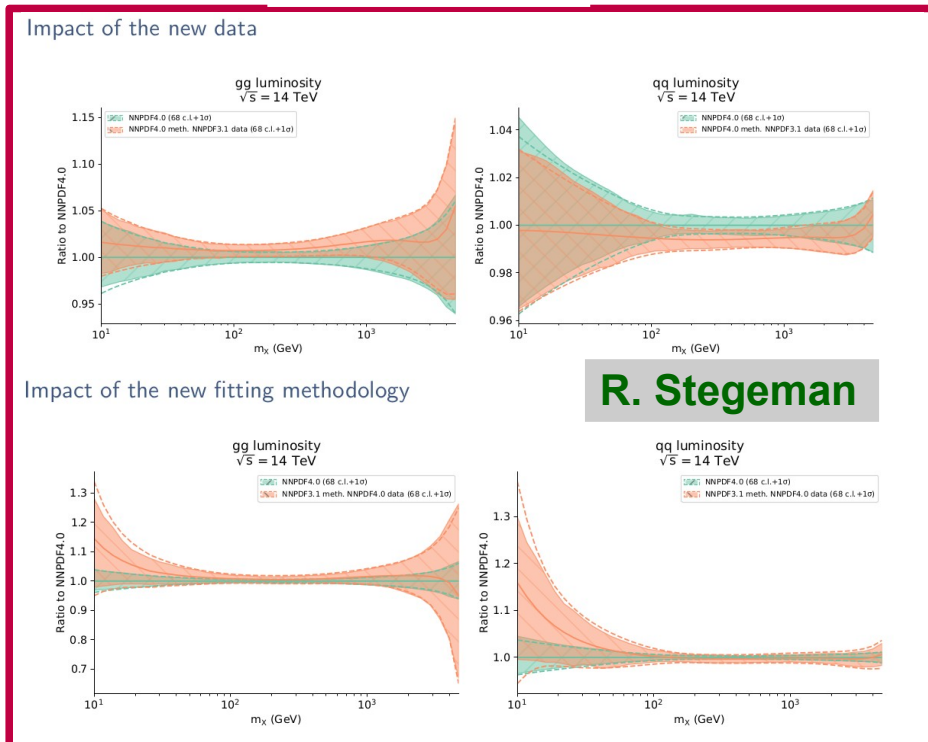 Impact of the new data
gg luminosity
√s = 14 TeV
NNPDF4.0 (68 c.l.+1σ)
NNPDF4.0 meth. NNPDF3.1 data (68 c.l.+1σ)
1.15
1.10
1.05
1.00
0.95
Ratio to NNPDF4.0
10¹ 10² 10³
mX (GeV)
qq luminosity
√s = 14 TeV
NNPDF4.0 (68 c.l.+1σ)
NNPDF4.0 meth. NNPDF3.1 data (68 c.l.+1σ)
1.04
1.02
1.00
0.98
0.96
Ratio to NNPDF4.0
10¹ 10² 10³
mX (GeV)
Impact of the new fitting methodology
R. Stegeman
gg luminosity
√s = 14 TeV
NNPDF4.0 (68 c.l.+1σ)
NNPDF3.1 meth. NNPDF4.0 data (68 c.l.+1σ)
1.3
1.2
1.1
1.0
0.9
0.8
0.7
Ratio to NNPDF4.0
10¹ 10² 10³
mX (GeV)
qq luminosity
√s = 14 TeV
NNPDF4.0 (68 c.l.+1σ)
NNPDF3.1 meth. NNPDF4.0 data (68 c.l.+1σ)
1.3
1.2
1.1
1.0
Ratio to NNPDF4.0
10¹ 10² 10³
mX (GeV)